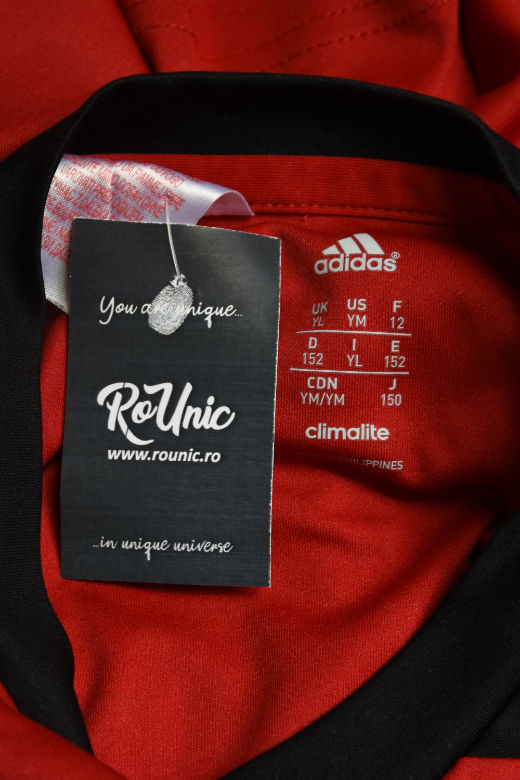 You are unique...
RoUnic
www.rounic.ro
...in unique universe
adidas®
UK US F
YL YM 12
D I E
152 YL 152
CDN J
YM/YM 150
climalite
PHILIPPINES